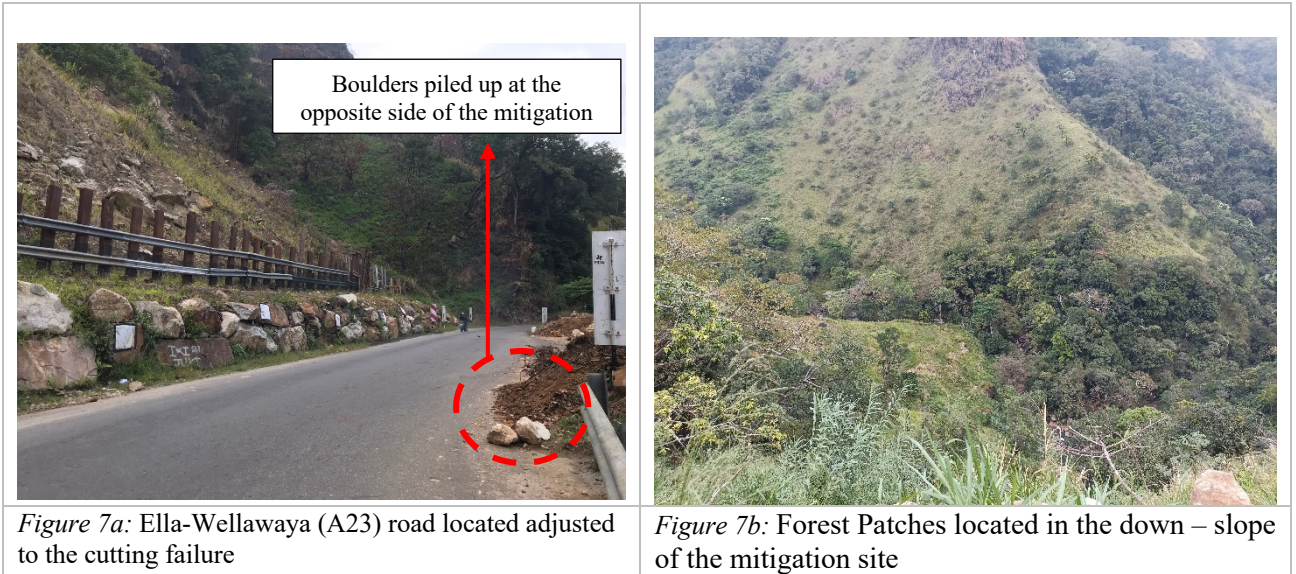 Boulders piled up at the
opposite side of the mitigation
Figure 7a: Ella-Wellawaya (A23) road located adjusted
to the cutting failure
Figure 7b: Forest Patches located in the down – slope
of the mitigation site